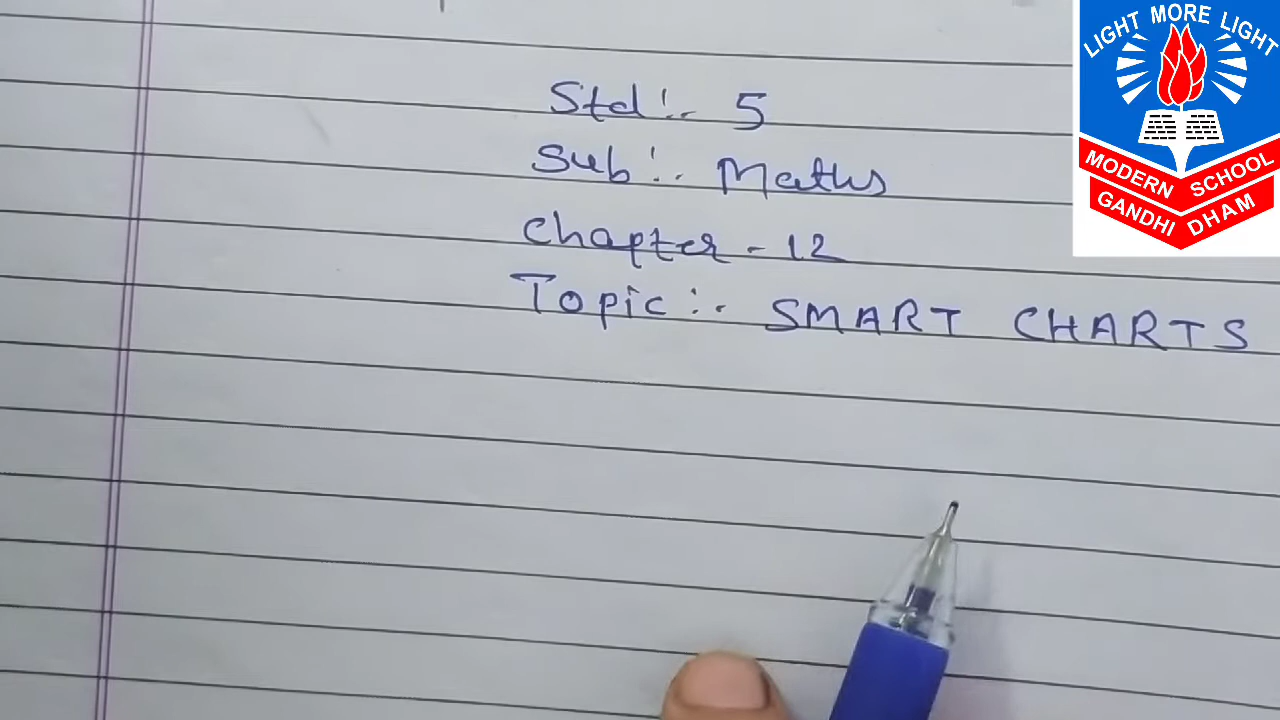 LIGHT MORE LIGHT
MODERN SCHOOL
GANDHI DHAM
Std :- 5
Sub :- Maths
Chapter - 12
Topic :- SMART CHARTS